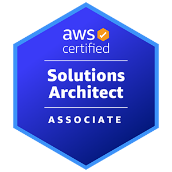 aws
certified
Solutions
Architect
ASSOCIATE